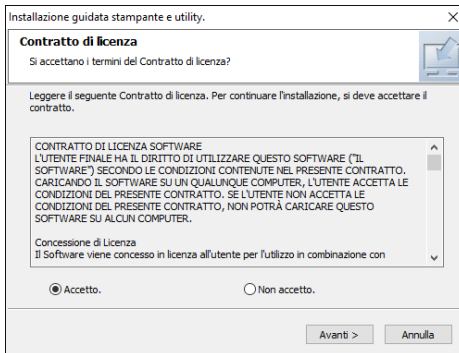 Installazione guidata stampante e utility.
Contratto di licenza
Si accettano i termini del Contratto di licenza?
Leggere il seguente Contratto di licenza. Per continuare l'installazione, si deve accettare il
contratto.
CONTRATTO DI LICENZA SOFTWARE
L'UTENTE FINALE HA IL DIRITTO DI UTILIZZARE QUESTO SOFTWARE ("IL
SOFTWARE") SECONDO LE CONDIZIONI CONTENUTE NEL PRESENTE CONTRATTO.
CARICANDO IL SOFTWARE SU UN QUALUNQUE COMPUTER, L'UTENTE ACCETTA LE
CONDIZIONI DEL PRESENTE CONTRATTO. SE L'UTENTE NON ACCETTA LE
CONDIZIONI DEL PRESENTE CONTRATTO, NON POTRÀ CARICARE QUESTO
SOFTWARE SU ALCUN COMPUTER.
Concessione di Licenza
Il Software viene concesso in licenza all'utente per l'utilizzo in combinazione con
Accetto. Non accetto.
Avanti > Annulla